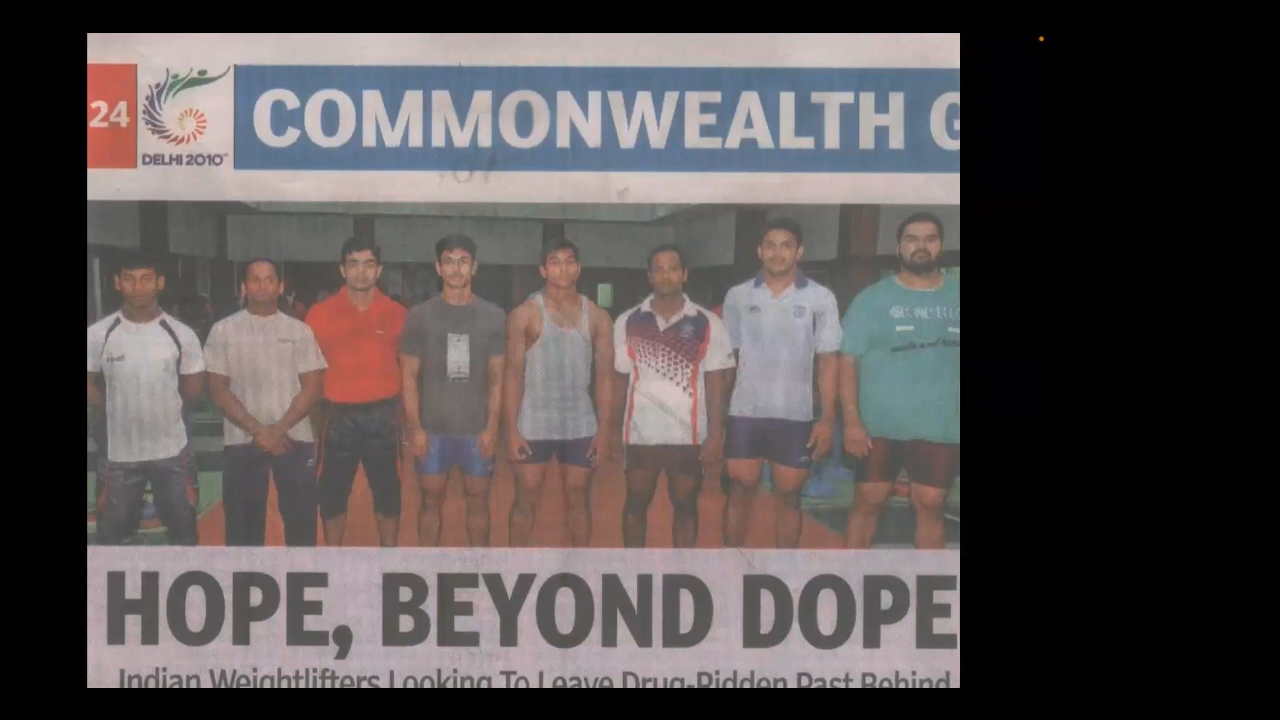 24
DELHI 2010
COMMONWEALTH G
HOPE, BEYOND DOPE
Indian Weightlifters Looking To Leave Drug-Ridden Past Behind